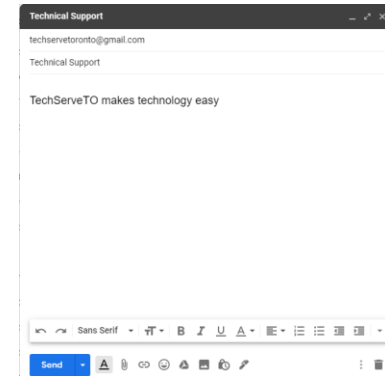 Technical Support
techservetoronto@gmail.com
Technical Support
TechServeTO makes technology easy
Sans Serif
Send